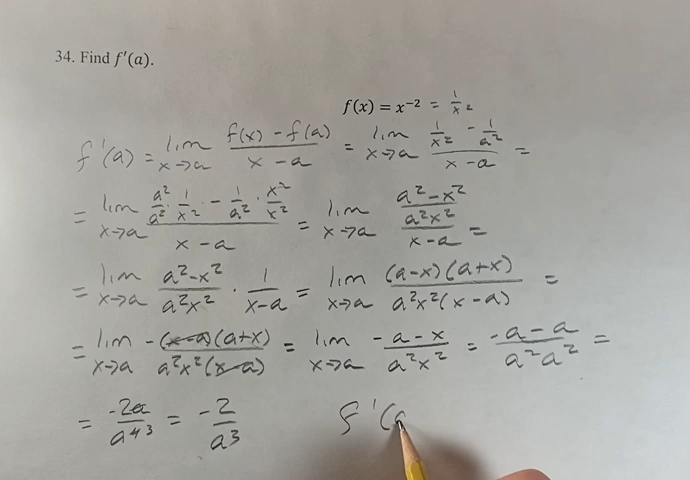 34. Find f′(a).
f(x) = x⁻² = 1/x²
f'(a) = lim x→a (f(x) - f(a))/(x - a) = lim x→a (1/x² - 1/a²)/(x - a) =
= lim x→a (a²/a² · 1/x² - 1/a² · x²/x²)/(x - a) = lim x→a ((a² - x²)/(a²x²))/(x - a) =
= lim x→a (a² - x²)/(a²x²) · 1/(x - a) = lim x→a ((a - x)(a + x))/(a²x²(x - a)) =
= lim x→a (-(x - a)(a + x))/(a²x²(x - a)) = lim x→a (-a - x)/(a²x²) = (-a - a)/(a²a²) =
= -2a/a⁴³ = -2/a³ f'(a